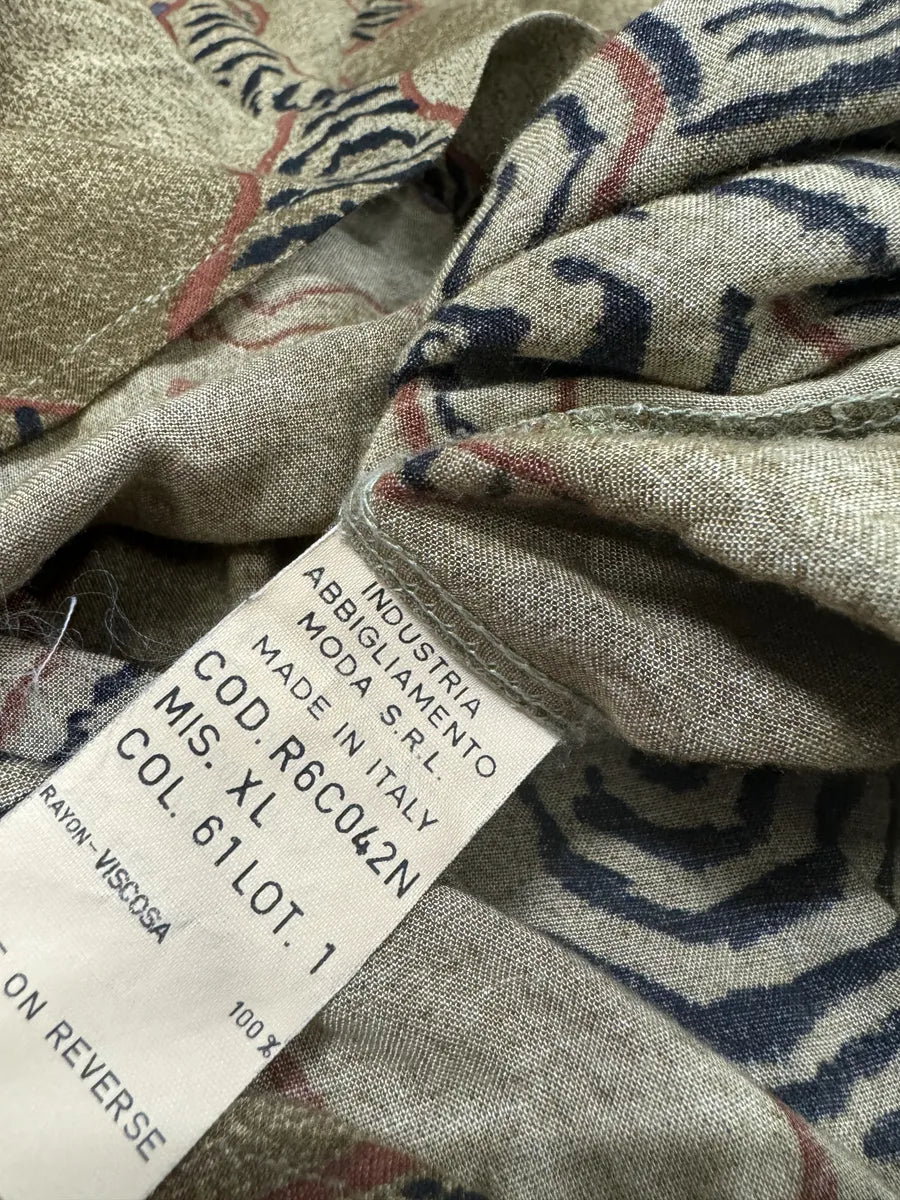 INDUSTRIA
ABBIGLIAMENTO
MODA S.R.L.
MADE IN ITALY
COD. R6C042N
MIS. XL
COL. 61 LOT. 1
RAYON-VISCOSA 100%
ON REVERSE